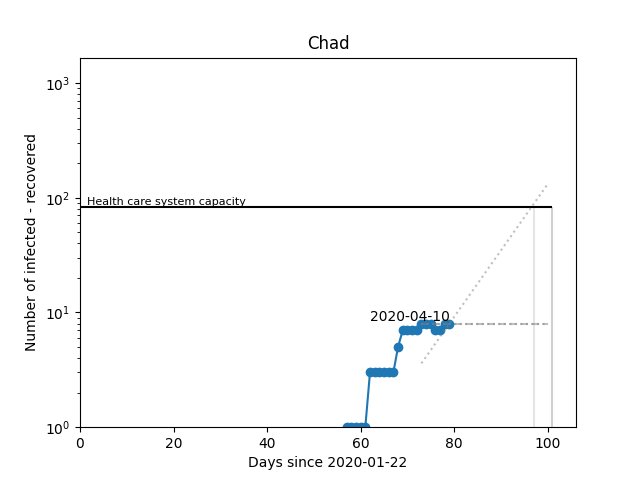 Chad
Number of infected - recovered
10³
10²
10¹
10⁰
Health care system capacity
2020-04-10
0 20 40 60 80 100
Days since 2020-01-22